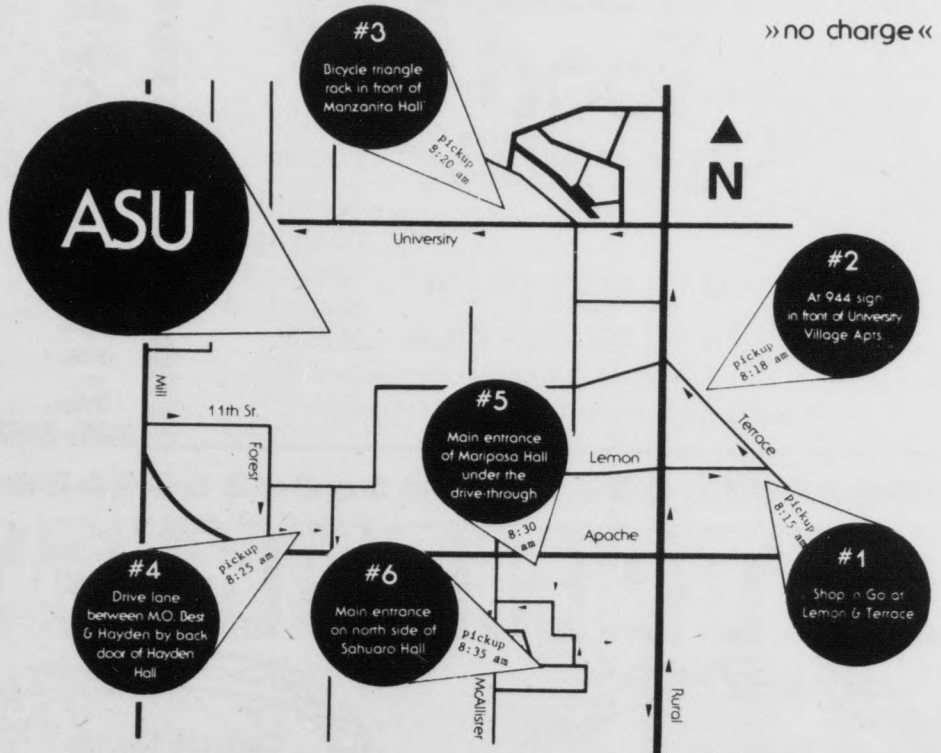 »no charge«
#3
Bicycle triangle
rack in front of
Manzanita Hall
pickup
8:20 am
N
ASU
University
#2
At 944 sign
in front of University
Village Apts.
pickup
8:18 am
Mill
11th St.
Forest
#5
Main entrance
of Mariposa Hall
under the
drive-through
8:30
am
Lemon
Terrace
Apache
pickup
8:15 am
#1
Shop n Go at
Lemon & Terrace
#4
Drive lane
between M.O. Best
& Hayden by back
door of Hayden
Hall
pickup
8:25 am
#6
Main entrance
on north side of
Sahuaro Hall
pickup
8:35 am
McAllister
Rural